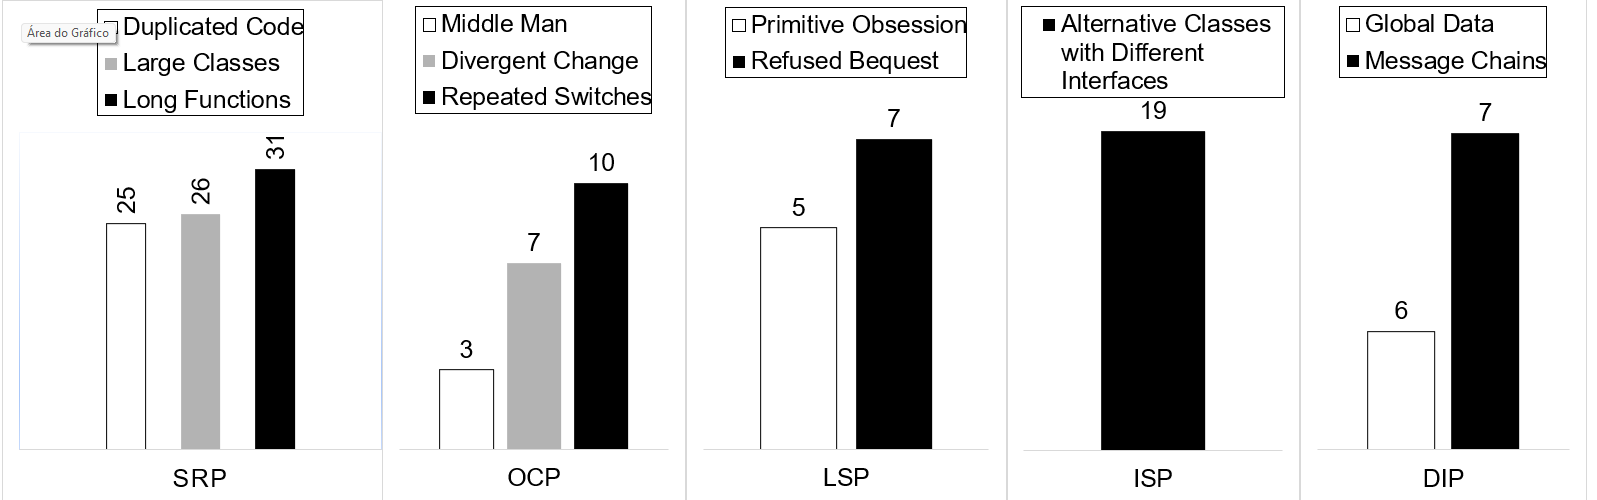 Área do Gráfico
Duplicated Code
Large Classes
Long Functions
25
26
31
SRP
Middle Man
Divergent Change
Repeated Switches
3
7
10
OCP
Primitive Obsession
Refused Bequest
5
7
LSP
Alternative Classes
with Different
Interfaces
19
ISP
Global Data
Message Chains
6
7
DIP